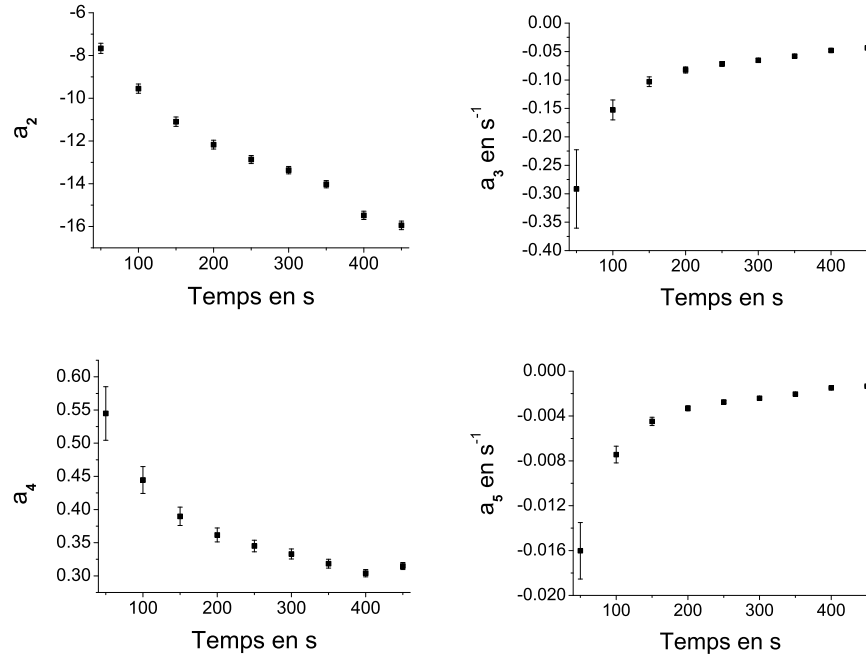 -6
-8
-10
-12
-14
-16
a2
100 200 300 400
Temps en s
0.00
-0.05
-0.10
-0.15
-0.20
-0.25
-0.30
-0.35
-0.40
a3 en s-1
100 200 300 400
Temps en s
0.60
0.55
0.50
0.45
0.40
0.35
0.30
a4
100 200 300 400
Temps en s
0.000
-0.004
-0.008
-0.012
-0.016
-0.020
a5 en s-1
100 200 300 400
Temps en s